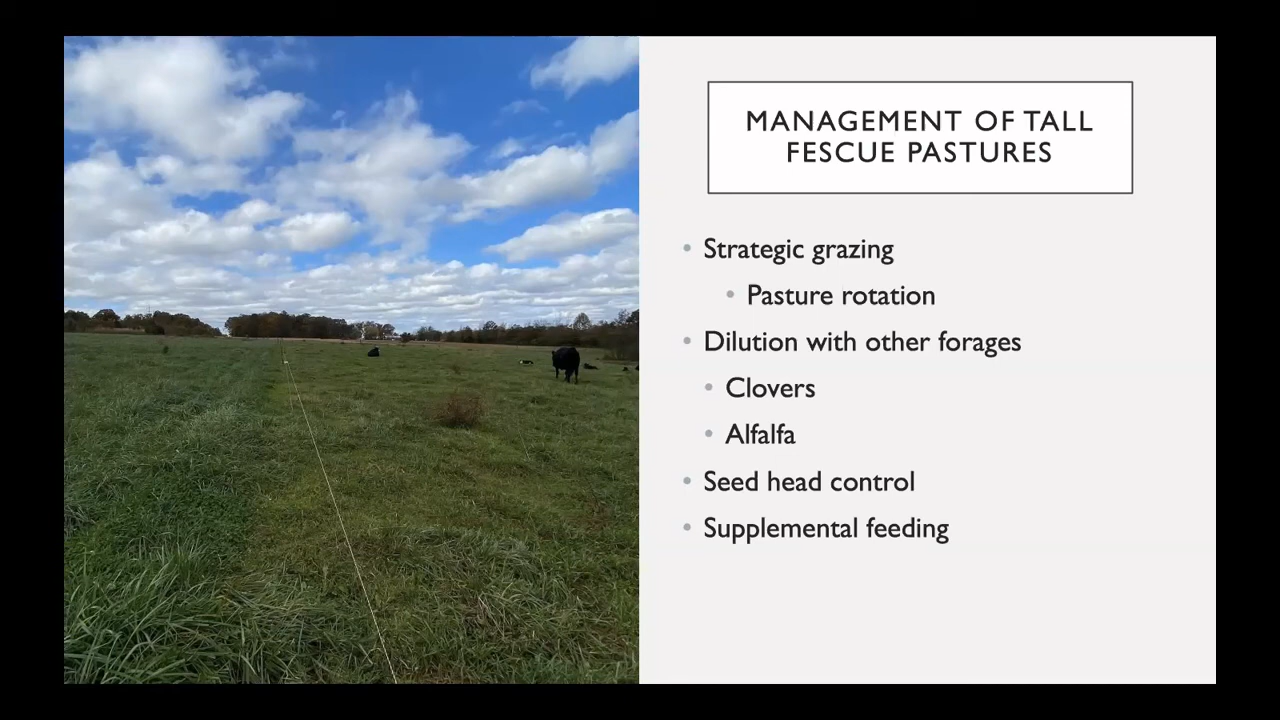 MANAGEMENT OF TALL
FESCUE PASTURES
• Strategic grazing
• Pasture rotation
• Dilution with other forages
• Clovers
• Alfalfa
• Seed head control
• Supplemental feeding